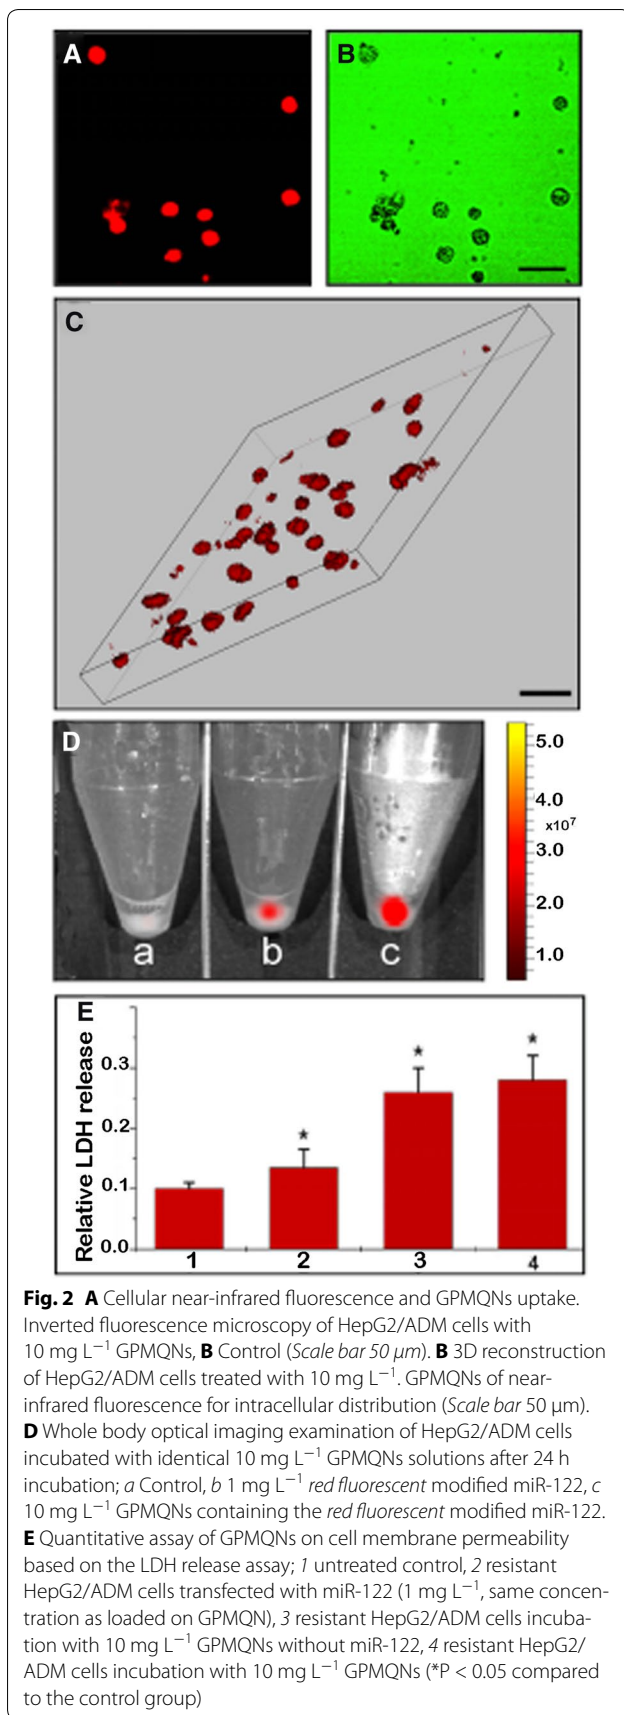 A
B
C
D
5.0
4.0
x10⁷
3.0
2.0
1.0
a
b
c
E
Relative LDH release
0.3
0.2
0.1
0.0
*
*
*
1
2
3
4
Fig. 2 A Cellular near-infrared fluorescence and GPMQNs uptake.
Inverted fluorescence microscopy of HepG2/ADM cells with
10 mg L⁻¹ GPMQNs, B Control (Scale bar 50 μm). B 3D reconstruction
of HepG2/ADM cells treated with 10 mg L⁻¹. GPMQNs of near-
infrared fluorescence for intracellular distribution (Scale bar 50 μm).
D Whole body optical imaging examination of HepG2/ADM cells
incubated with identical 10 mg L⁻¹ GPMQNs solutions after 24 h
incubation; a Control, b 1 mg L⁻¹ red fluorescent modified miR-122, c
10 mg L⁻¹ GPMQNs containing the red fluorescent modified miR-122.
E Quantitative assay of GPMQNs on cell membrane permeability
based on the LDH release assay; 1 untreated control, 2 resistant
HepG2/ADM cells transfected with miR-122 (1 mg L⁻¹, same concen-
tration as loaded on GPMQN), 3 resistant HepG2/ADM cells incuba-
tion with 10 mg L⁻¹ GPMQNs without miR-122, 4 resistant HepG2/
ADM cells incubation with 10 mg L⁻¹ GPMQNs (*P < 0.05 compared
to the control group)